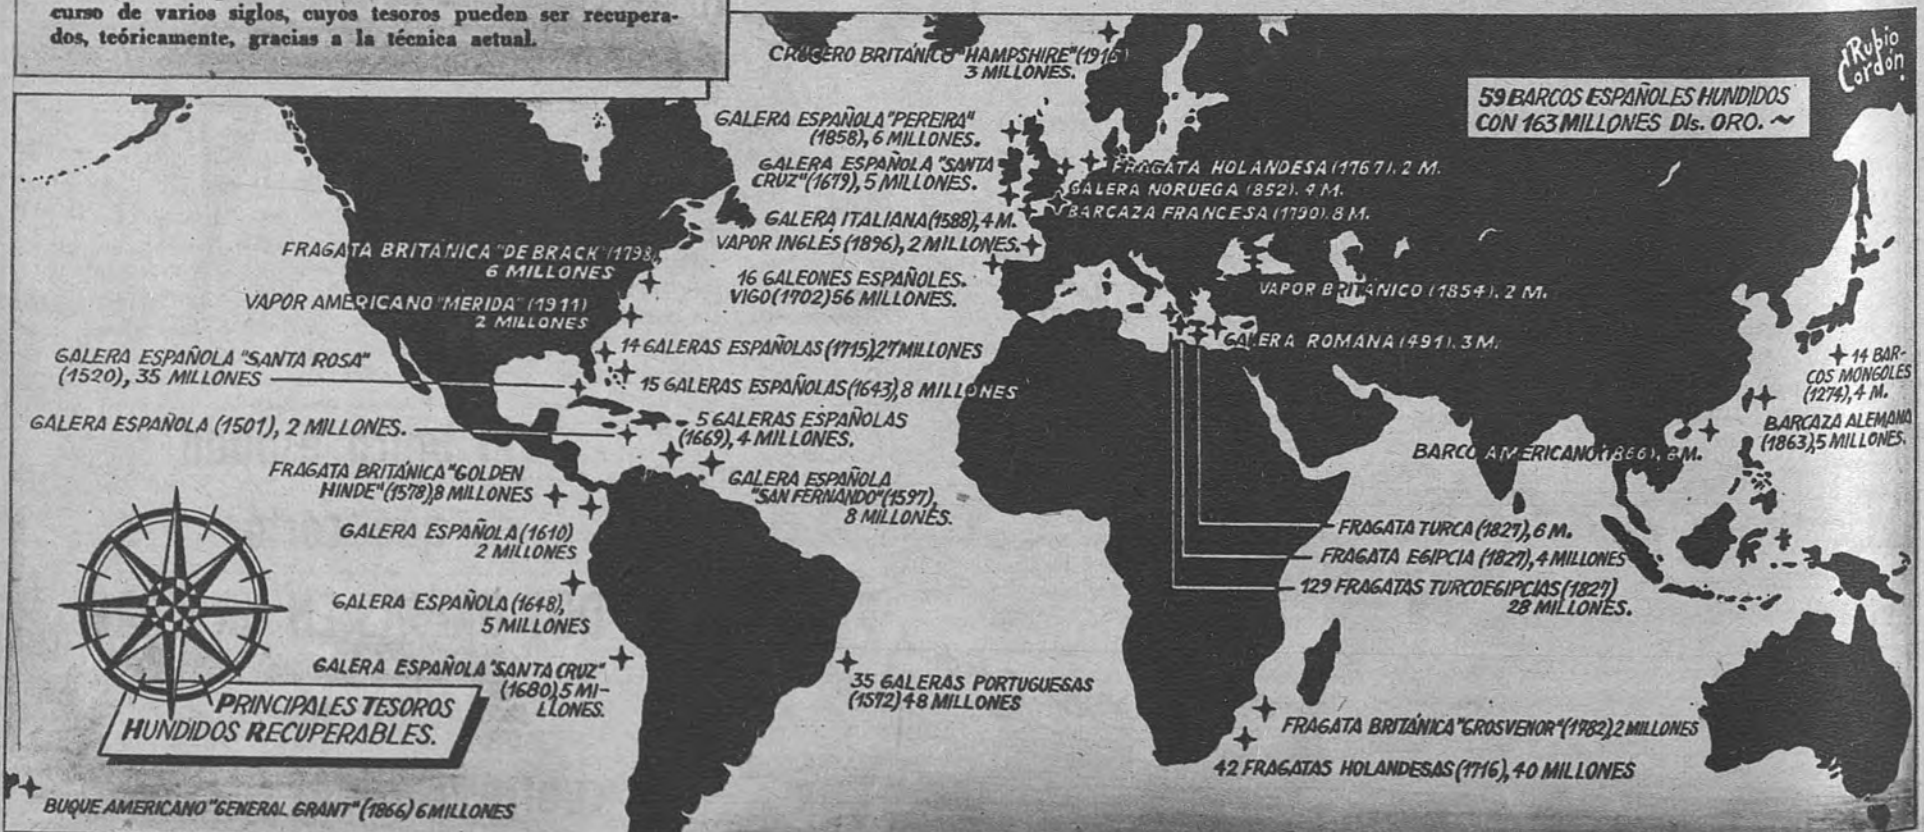 curso de varios siglos, cuyos tesoros pueden ser recupera-
dos, teóricamente, gracias a la técnica actual.
d'Rubio
Cordón.
CRUCERO BRITÁNICO "HAMPSHIRE" (1916)
3 MILLONES.
59 BARCOS ESPAÑOLES HUNDIDOS
CON 163 MILLONES Dls. ORO.
GALERA ESPAÑOLA "PEREIRA"
(1858), 6 MILLONES.
GALERA ESPAÑOLA "SANTA
CRUZ" (1679), 5 MILLONES.
FRAGATA HOLANDESA (1767). 2 M.
GALERA NORUEGA (852). 4 M.
BARCAZA FRANCESA (1790). 8 M.
GALERA ITALIANA (1588), 4 M.
VAPOR INGLÉS (1896), 2 MILLONES.
FRAGATA BRITÁNICA "DE BRACK" (1798)
6 MILLONES
16 GALEONES ESPAÑOLES.
VIGO (1702) 56 MILLONES.
VAPOR BRITÁNICO (1854). 2 M.
VAPOR AMERICANO "MERIDA" (1911)
2 MILLONES
GALERA ROMANA (491). 3 M.
14 GALERAS ESPAÑOLAS (1715), 27 MILLONES
GALERA ESPAÑOLA "SANTA ROSA"
(1520), 35 MILLONES
15 GALERAS ESPAÑOLAS (1643), 8 MILLONES
14 BAR-
COS MONGOLES
(1274), 4 M.
GALERA ESPAÑOLA (1501), 2 MILLONES.
5 GALERAS ESPAÑOLAS
(1669), 4 MILLONES.
BARCAZA ALEMANA
(1863), 5 MILLONES.
BARCO AMERICANO (1866), M.
FRAGATA BRITÁNICA "GOLDEN
HINDE" (1578), 8 MILLONES
GALERA ESPAÑOLA
"SAN FERNANDO" (1597),
8 MILLONES.
GALERA ESPAÑOLA (1610)
2 MILLONES
FRAGATA TURCA (1827), 6 M.
FRAGATA EGIPCIA (1827), 4 MILLONES
129 FRAGATAS TURCOEGIPCIAS (1827)
28 MILLONES.
GALERA ESPAÑOLA (1648),
5 MILLONES
GALERA ESPAÑOLA "SANTA CRUZ"
(1680), 5 MI-
LLONES.
35 GALERAS PORTUGUESAS
(1572) 48 MILLONES
PRINCIPALES TESOROS
HUNDIDOS RECUPERABLES.
FRAGATA BRITÁNICA "GROSVENOR" (1782), 2 MILLONES
42 FRAGATAS HOLANDESAS (1716), 40 MILLONES
BUQUE AMERICANO "GENERAL GRANT" (1866) 6 MILLONES